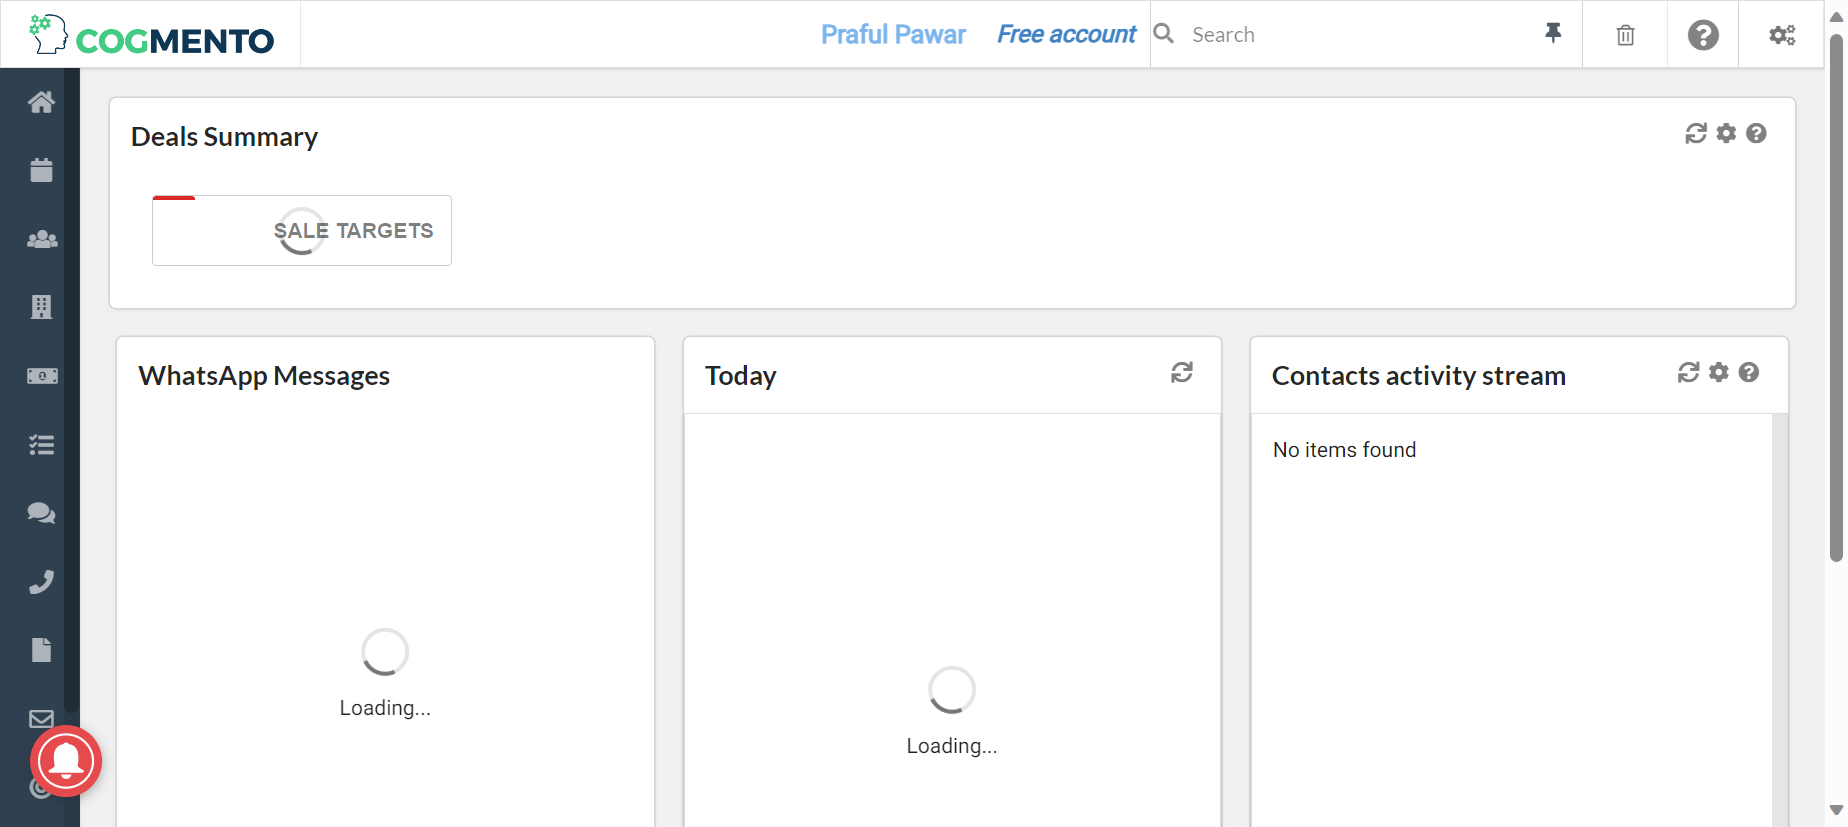 COGMENTO
Praful Pawar
Free account
Search
Deals Summary
SALE TARGETS
WhatsApp Messages
Today
Contacts activity stream
No items found
Loading...
Loading...